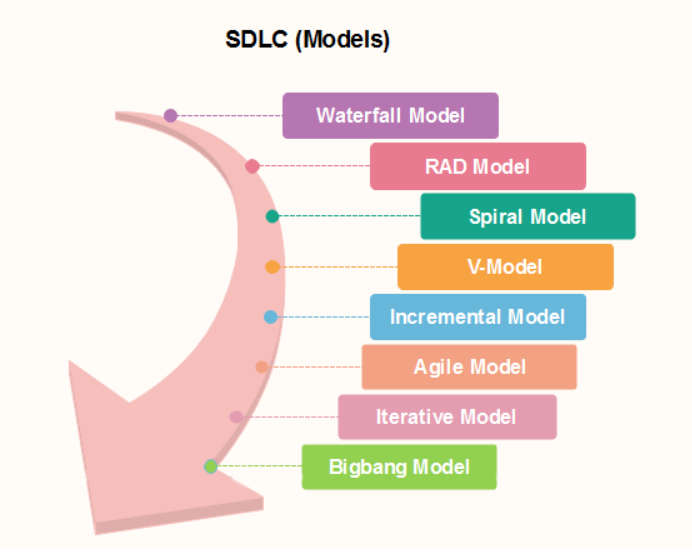 SDLC (Models)
Waterfall Model
RAD Model
Spiral Model
V-Model
Incremental Model
Agile Model
Iterative Model
Bigbang Model